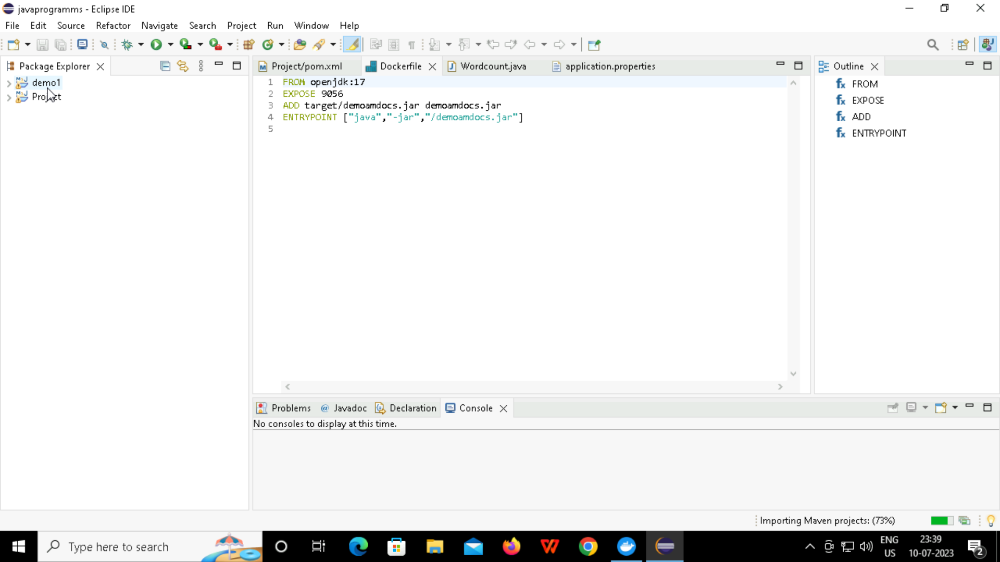 javaprogramms - Eclipse IDE
File Edit Source Refactor Navigate Search Project Run Window Help
Package Explorer
demo1
Project
Project/pom.xml Dockerfile Wordcount.java application.properties
1 FROM openjdk:17
2 EXPOSE 9056
3 ADD target/demoamdocs.jar demoamdocs.jar
4 ENTRYPOINT ["java","-jar","/demoamdocs.jar"]
5
Outline
FROM
EXPOSE
ADD
ENTRYPOINT
Problems @ Javadoc Declaration Console
No consoles to display at this time.
Importing Maven projects: (73%)
Type here to search
ENG
US
23:39
10-07-2023
2